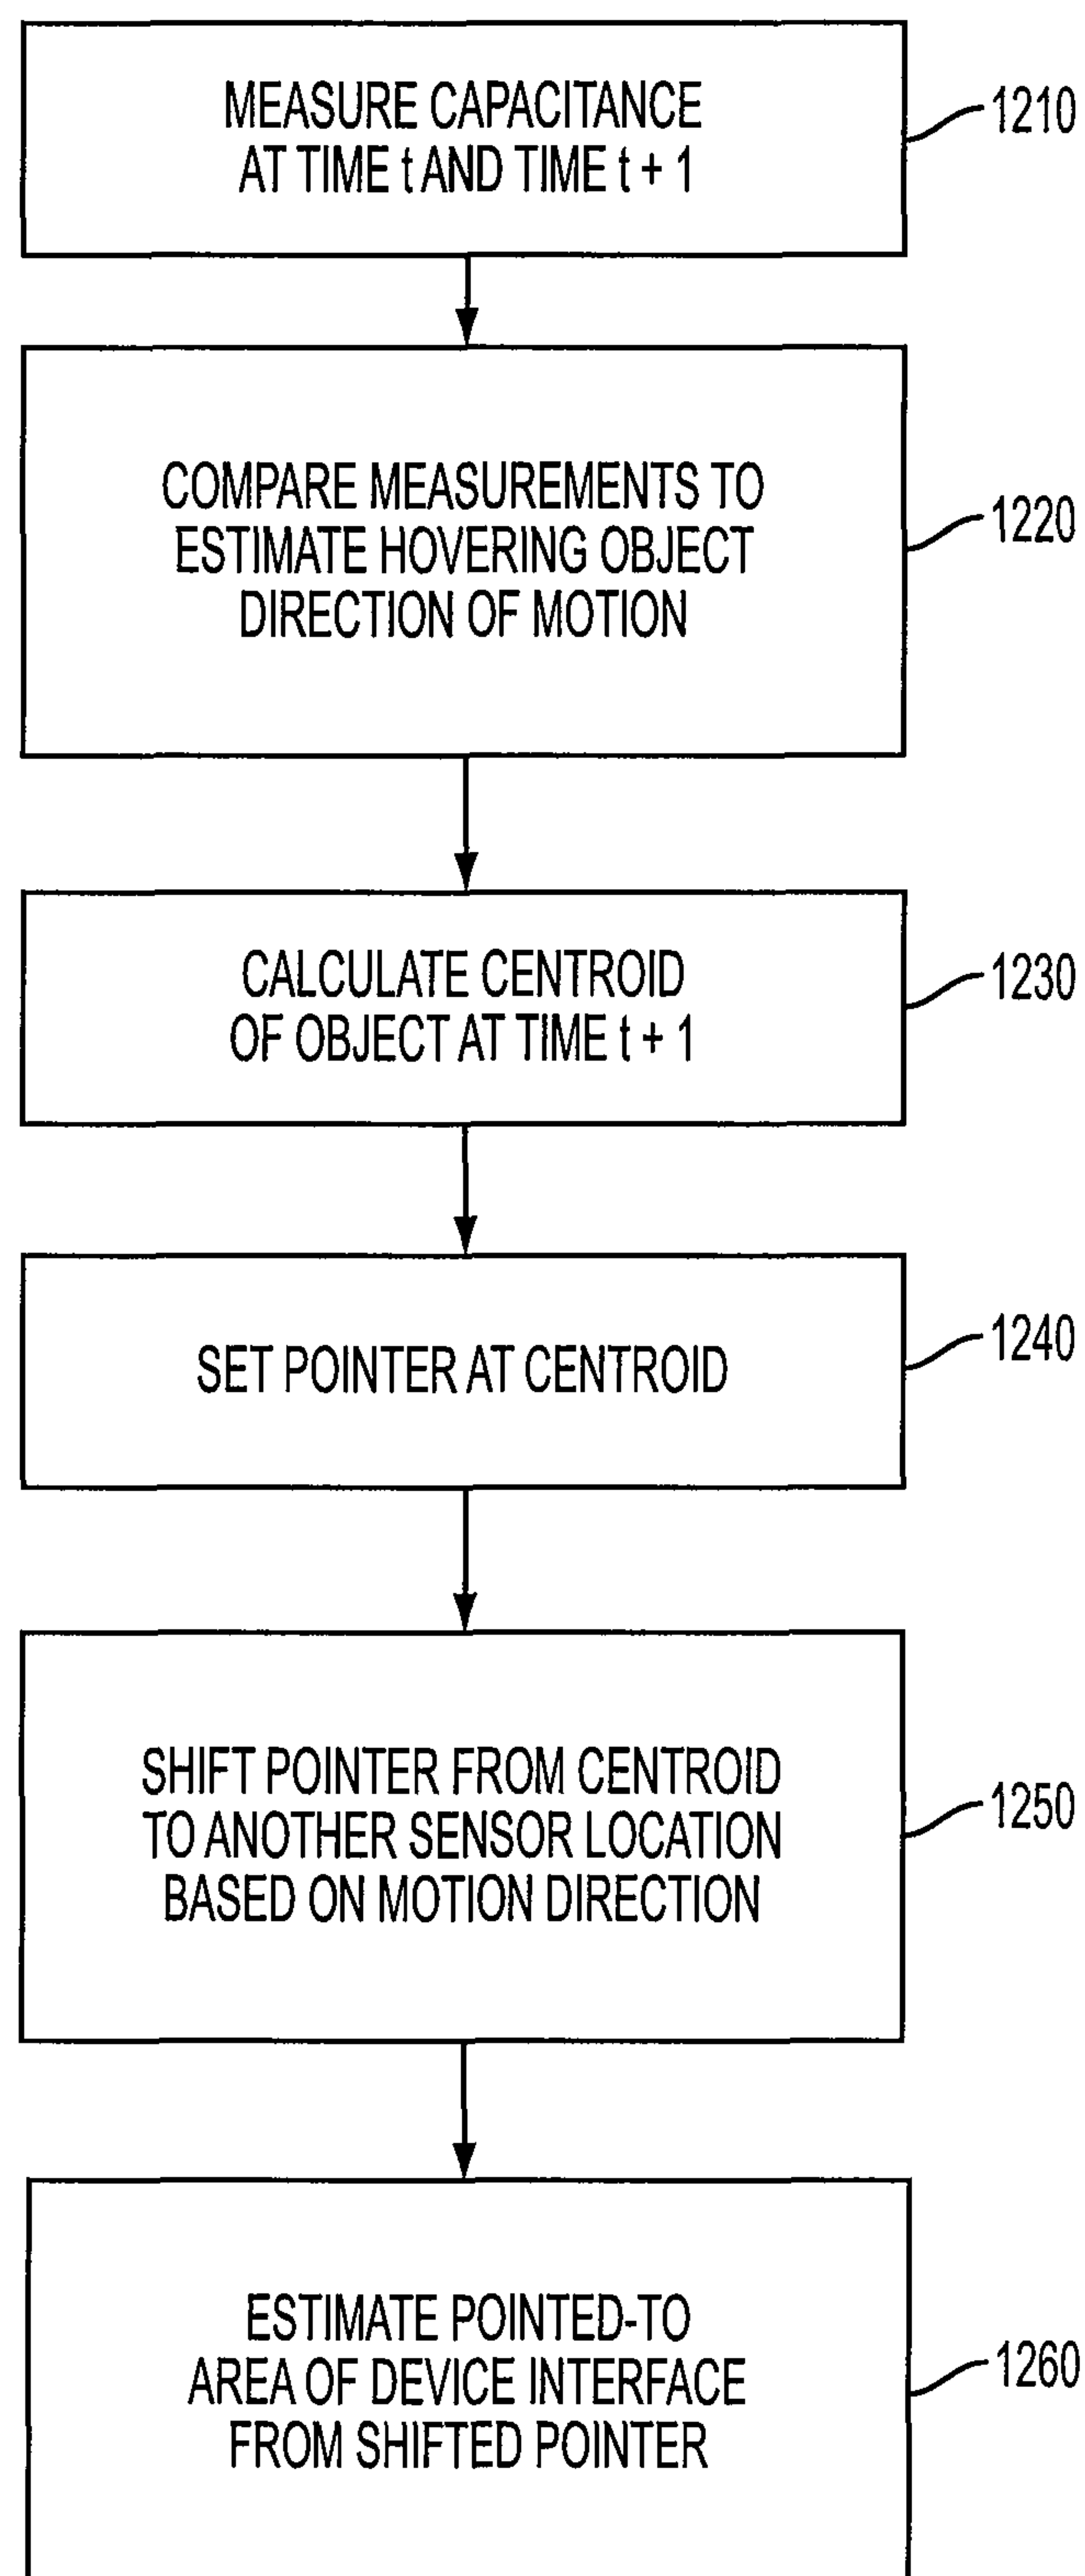 MEASURE CAPACITANCE
AT TIME t AND TIME t + 1
1210
COMPARE MEASUREMENTS TO
ESTIMATE HOVERING OBJECT
DIRECTION OF MOTION
1220
CALCULATE CENTROID
OF OBJECT AT TIME t + 1
1230
SET POINTER AT CENTROID
1240
SHIFT POINTER FROM CENTROID
TO ANOTHER SENSOR LOCATION
BASED ON MOTION DIRECTION
1250
ESTIMATE POINTED-TO
AREA OF DEVICE INTERFACE
FROM SHIFTED POINTER
1260